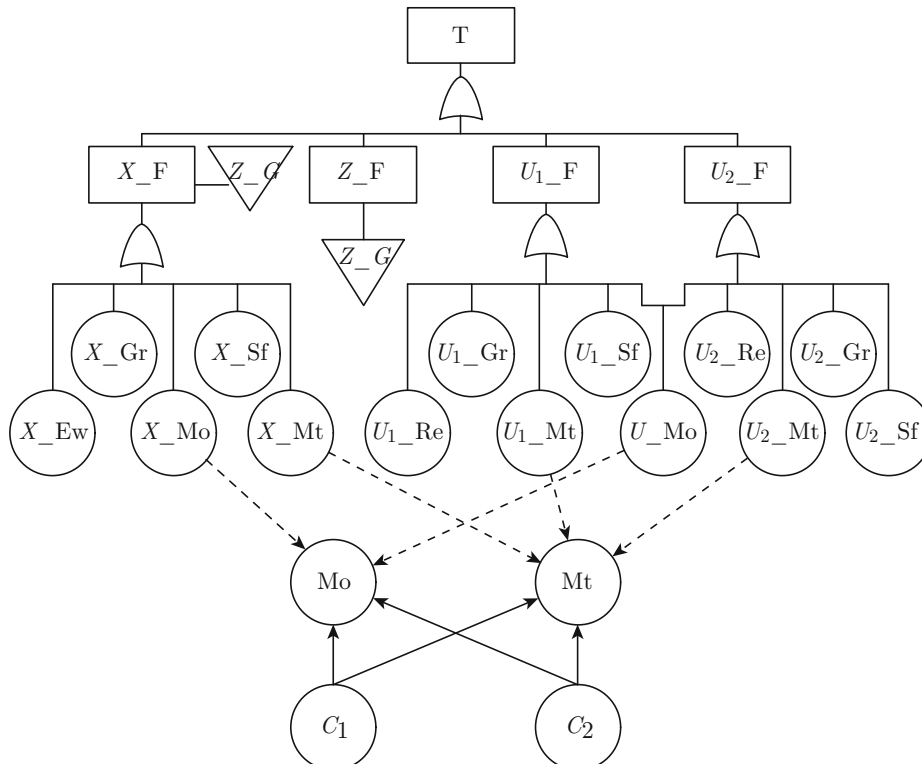 T
X_F
Z_G
Z_F
U₁_F
U₂_F
Z_G
X_Gr
X_Sf
U₁_Gr
U₁_Sf
U₂_Re
U₂_Gr
X_Ew
X_Mo
X_Mt
U₁_Re
U₁_Mt
U_Mo
U₂_Mt
U₂_Sf
Mo
Mt
C₁
C₂